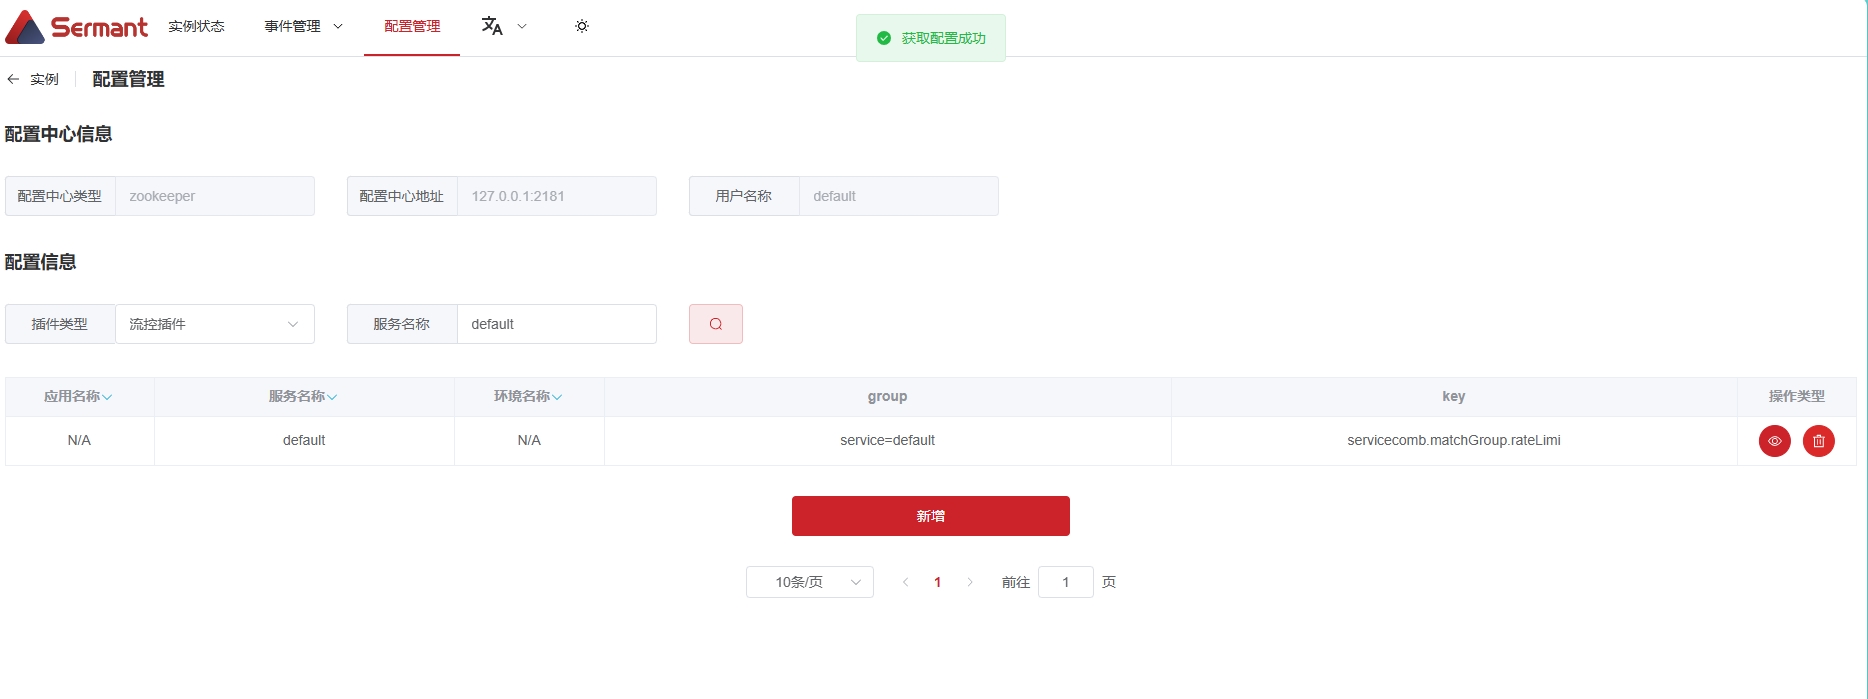 Sermant 实例状态 事件管理 配置管理 文A
获取配置成功
实例 配置管理
配置中心信息
配置中心类型 zookeeper 配置中心地址 127.0.0.1:2181 用户名称 default
配置信息
插件类型 流控插件 服务名称 default
应用名称 服务名称 环境名称 group key 操作类型
N/A default N/A service=default servicecomb.matchGroup.rateLimi
新增
10条/页 1 前往 1 页